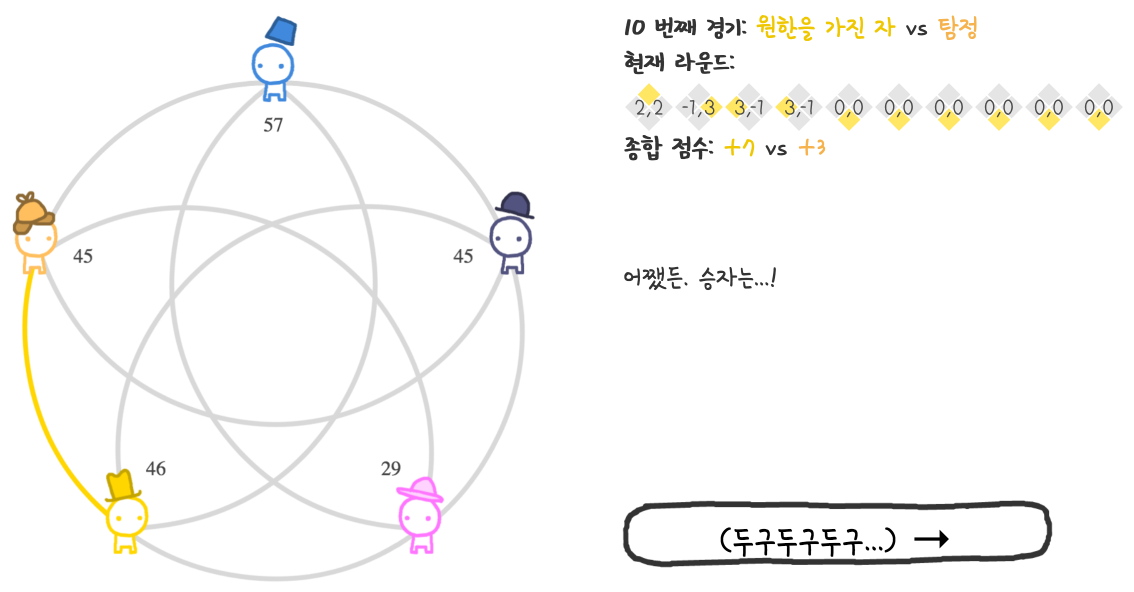 57
45
45
46
29
10 번째 경기: 원한을 가진 자 vs 탐정
현재 라운드:
2,2 -1,3 3,-1 3,-1 0,0 0,0 0,0 0,0 0,0 0,0
종합 점수: +7 vs +3
어쨌든. 승자는...!
(두구두구두구...) →